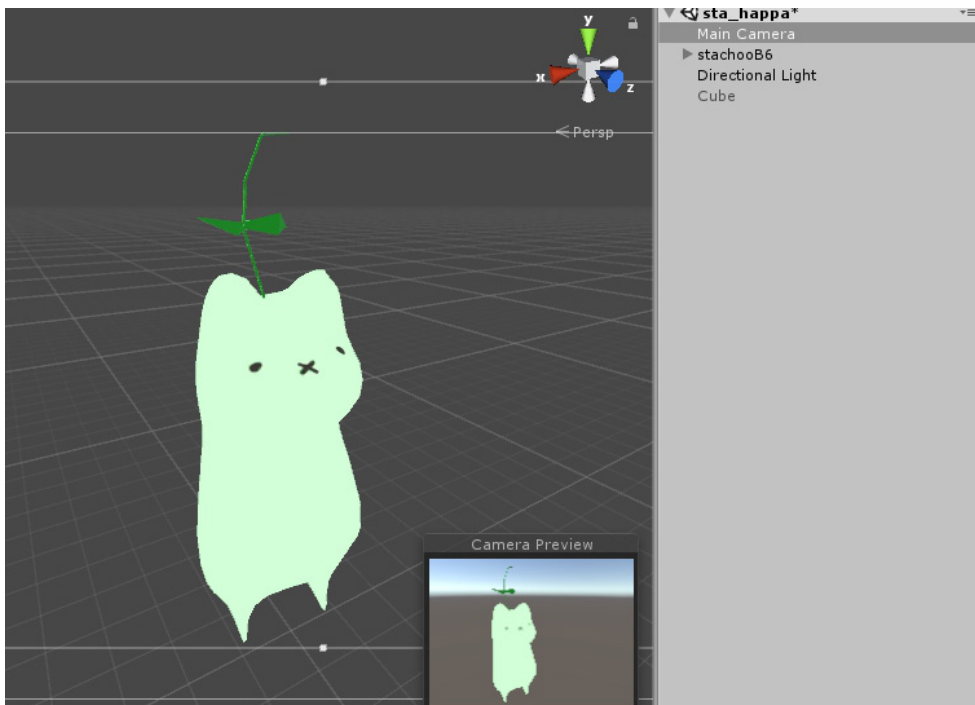 sta_happa*
Main Camera
stachooB6
Directional Light
Cube
y
x
z
Persp
Camera Preview